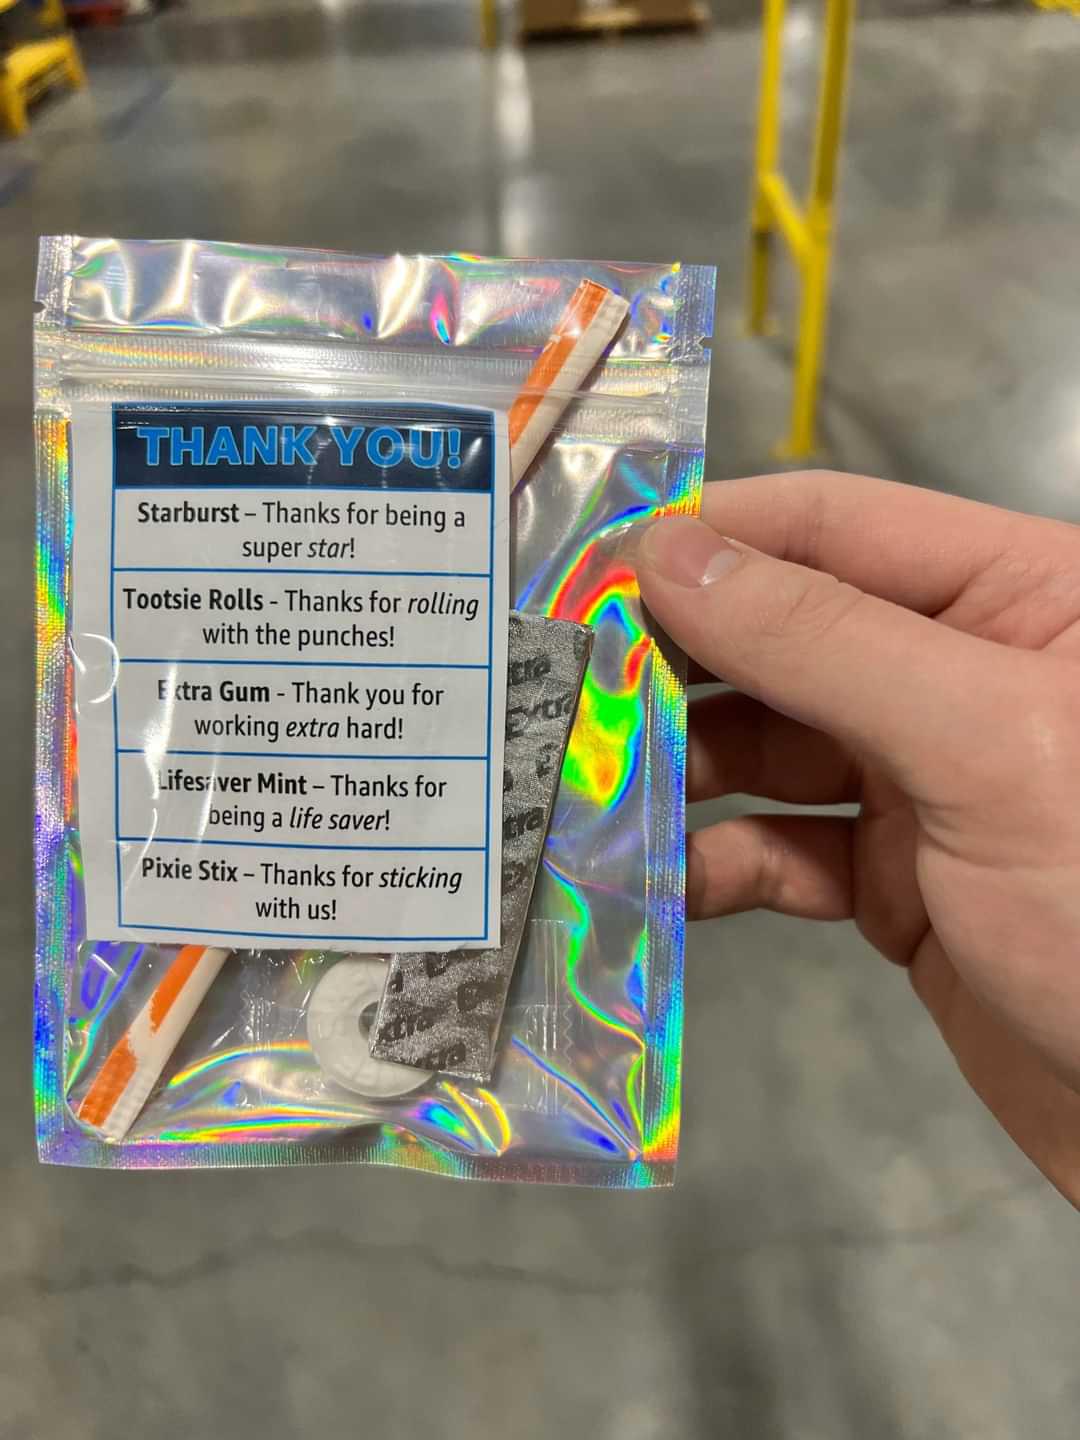 THANK YOU!
Starburst – Thanks for being a
super star!
Tootsie Rolls - Thanks for rolling
with the punches!
Extra Gum - Thank you for
working extra hard!
Lifesaver Mint – Thanks for
being a life saver!
Pixie Stix – Thanks for sticking
with us!
Extra
Extra